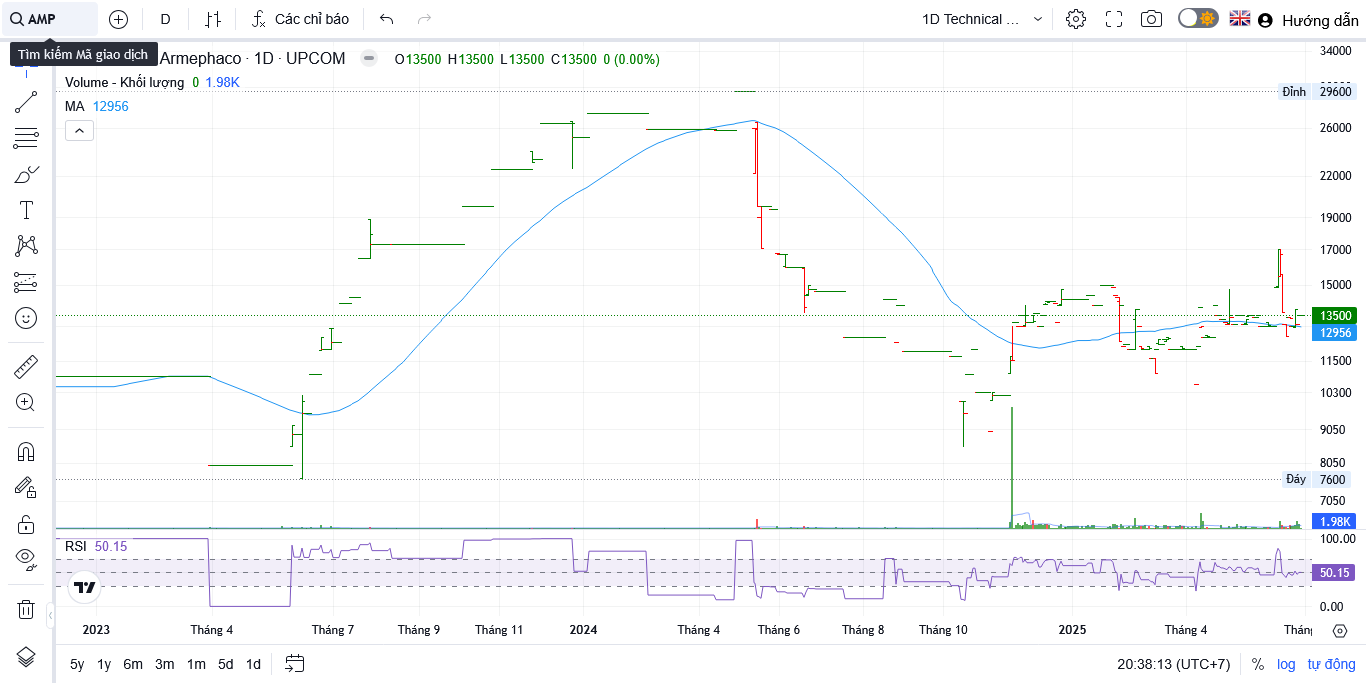 AMP
D
Các chỉ báo
1D Technical ...
Hướng dẫn
Tìm kiếm Mã giao dịch
Armephaco · 1D · UPCOM
O13500 H13500 L13500 C13500 0 (0.00%)
Volume - Khối lượng 0 1.98K
MA 12956
34000
Đỉnh 29600
26000
22000
19000
17000
15000
13500
12956
11500
10300
9050
8050
Đáy 7600
7050
1.98K
RSI 50.15
100.00
50.15
0.00
2023 Tháng 4 Tháng 7 Tháng 9 Tháng 11 2024 Tháng 4 Tháng 6 Tháng 8 Tháng 10 2025 Tháng 4
5y 1y 6m 3m 1m 5d 1d
20:38:13 (UTC+7) % log tự động